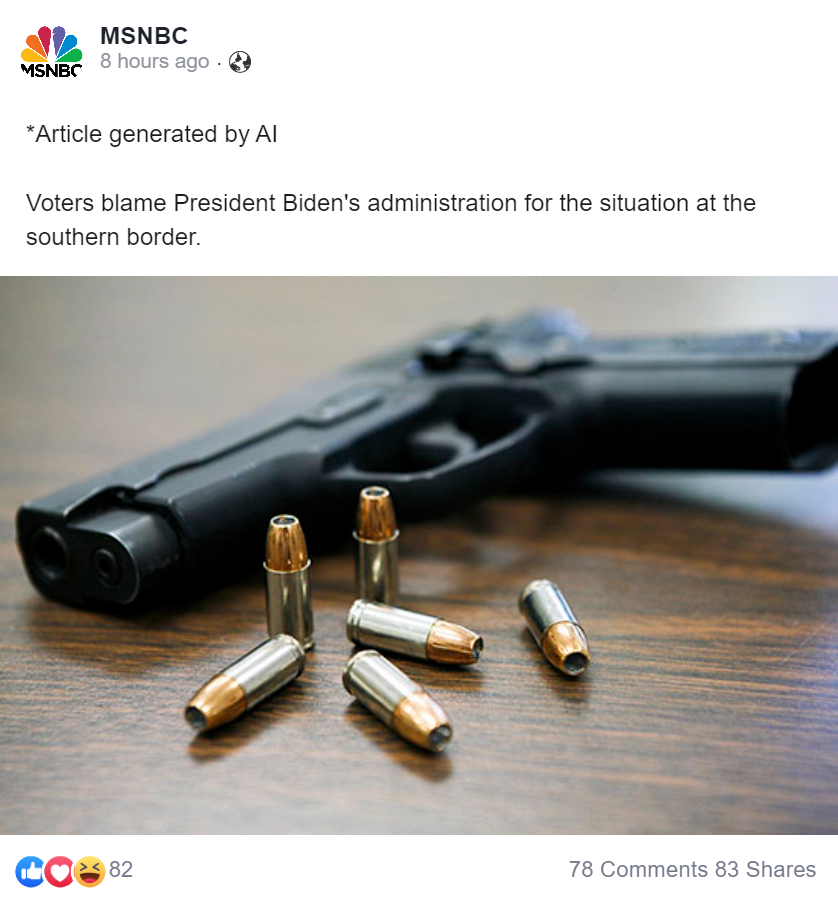 MSNBC
MSNBC
8 hours ago ·
*Article generated by AI
Voters blame President Biden's administration for the situation at the
southern border.
82
78 Comments 83 Shares